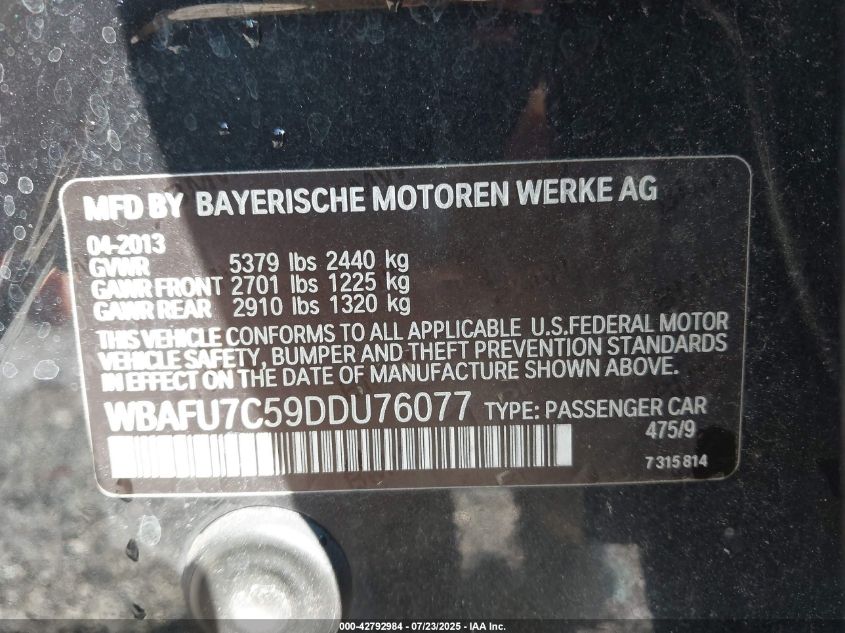 MFD BY BAYERISCHE MOTOREN WERKE AG
04-2013
GVWR 5379 lbs 2440 kg
GAWR FRONT 2701 lbs 1225 kg
GAWR REAR 2910 lbs 1320 kg
THIS VEHICLE CONFORMS TO ALL APPLICABLE U.S.FEDERAL MOTOR
VEHICLE SAFETY, BUMPER AND THEFT PREVENTION STANDARDS
IN EFFECT ON THE DATE OF MANUFACTURE SHOWN ABOVE.
WBAFU7C59DDU76077 TYPE: PASSENGER CAR
475/9
7 315 814
000-42792984 - 07/23/2025 - IAA Inc.